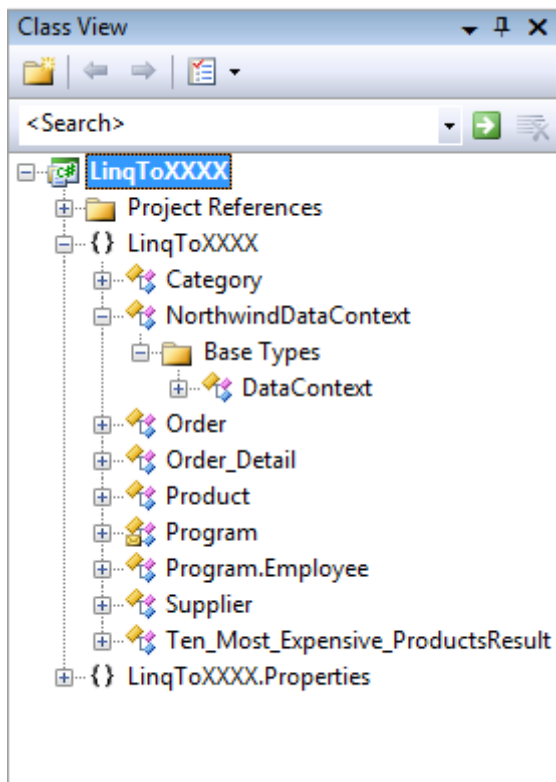 Class View
<Search>
LinqToXXXX
Project References
{} LinqToXXXX
Category
NorthwindDataContext
Base Types
DataContext
Order
Order_Detail
Product
Program
Program.Employee
Supplier
Ten_Most_Expensive_ProductsResult
{} LinqToXXXX.Properties